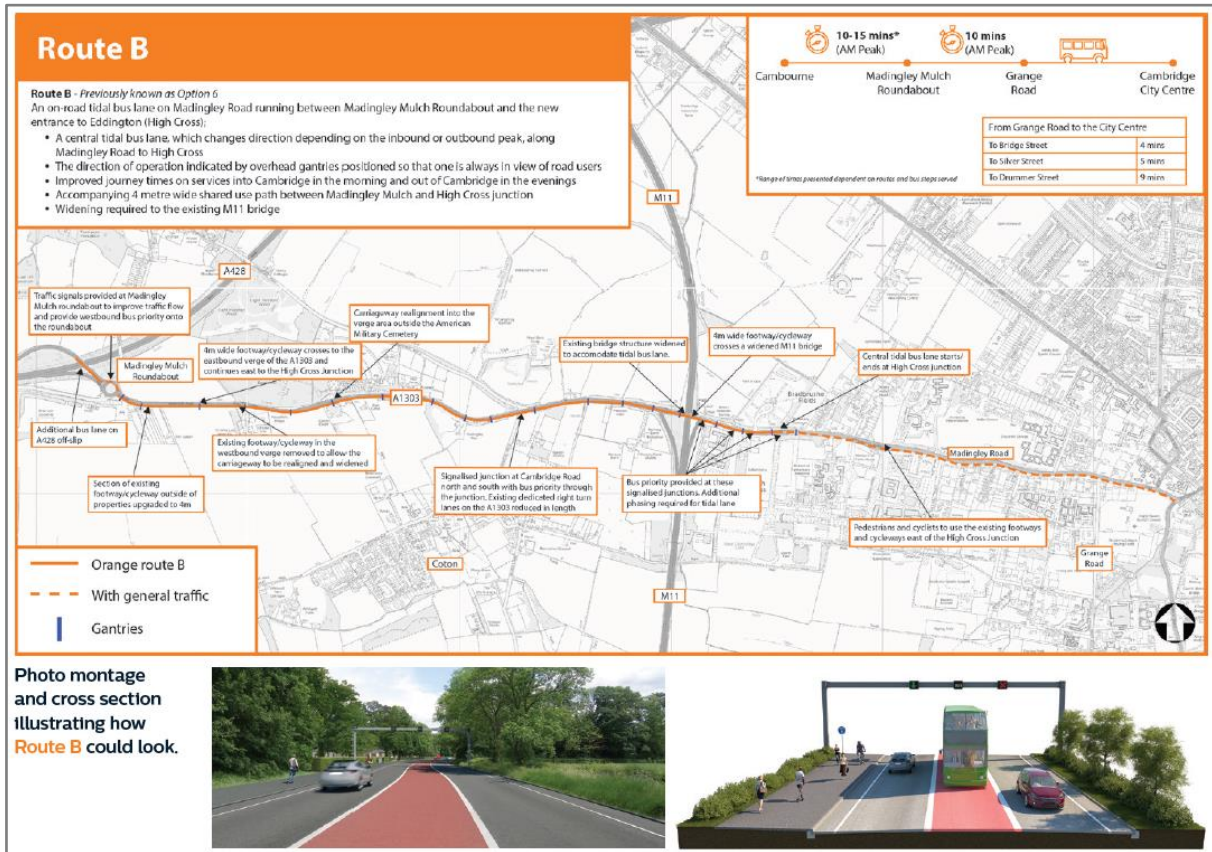 Route B
Route B - Previously known as Option 6
An on-road tidal bus lane on Madingley Road running between Madingley Mulch Roundabout and the new
entrance to Eddington (High Cross);
• A central tidal bus lane, which changes direction depending on the inbound or outbound peak, along
Madingley Road to High Cross
• The direction of operation indicated by overhead gantries positioned so that one is always in view of road users
• Improved journey times on services into Cambridge in the morning and out of Cambridge in the evenings
• Accompanying 4 metre wide shared use path between Madingley Mulch and High Cross junction
• Widening required to the existing M11 bridge
10-15 mins*
(AM Peak)
10 mins
(AM Peak)
Cambourne
Madingley Mulch
Roundabout
Grange
Road
Cambridge
City Centre
From Grange Road to the City Centre
To Bridge Street 4 mins
To Silver Street 5 mins
To Drummer Street 9 mins
*Range of times presented dependent on routes and bus stops served
M11
A428
Traffic signals provided at Madingley
Mulch roundabout to improve traffic flow
and provide westbound bus priority onto
the roundabout
Madingley Mulch
Roundabout
4m wide footway/cycleway crosses to the
eastbound verge of the A1303 and
continues east to the High Cross Junction
Carriageway realignment into the
verge area outside the American
Military Cemetery
Existing bridge structure widened
to accomodate tidal bus lane.
4m wide footway/cycleway
crosses a widened M11 bridge
Central tidal bus lane starts/
ends at High Cross Junction
A1303
Additional bus lane on
A428 off-slip
Existing footway/cycleway in the
westbound verge removed to allow the
carriageway to be realigned and widened
Section of existing
footway/cycleway outside of
properties upgraded to 4m
Signalised junction at Cambridge Road
north and south with bus priority through
the junction. Existing dedicated right turn
lanes on the A1303 reduced in length
Bus priority provided at these
signalised junctions. Additional
phasing required for tidal lane
Madingley Road
Pedestrians and cyclists to use the existing footways
and cycleways east of the High Cross Junction
Grange
Road
Coton
M11
Orange route B
With general traffic
Gantries
Photo montage
and cross section
illustrating how
Route B could look.